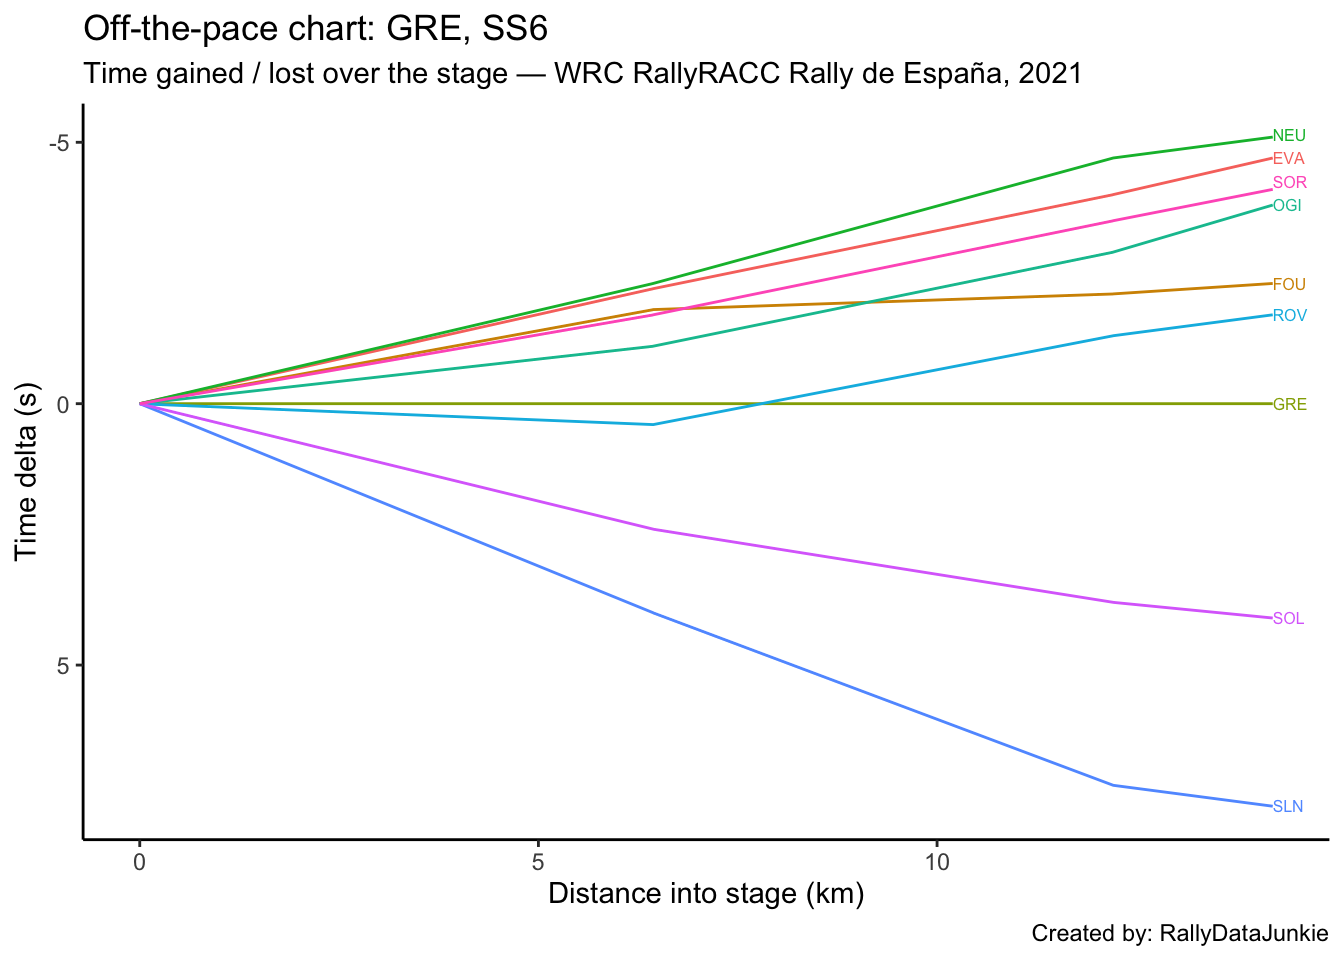 Off-the-pace chart: GRE, SS6
Time gained / lost over the stage — WRC RallyRACC Rally de España, 2021
Time delta (s)
-5
0
5
NEU
EVA
SOR
OGI
FOU
ROV
GRE
SOL
SLN
0 5 10
Distance into stage (km)
Created by: RallyDataJunkie